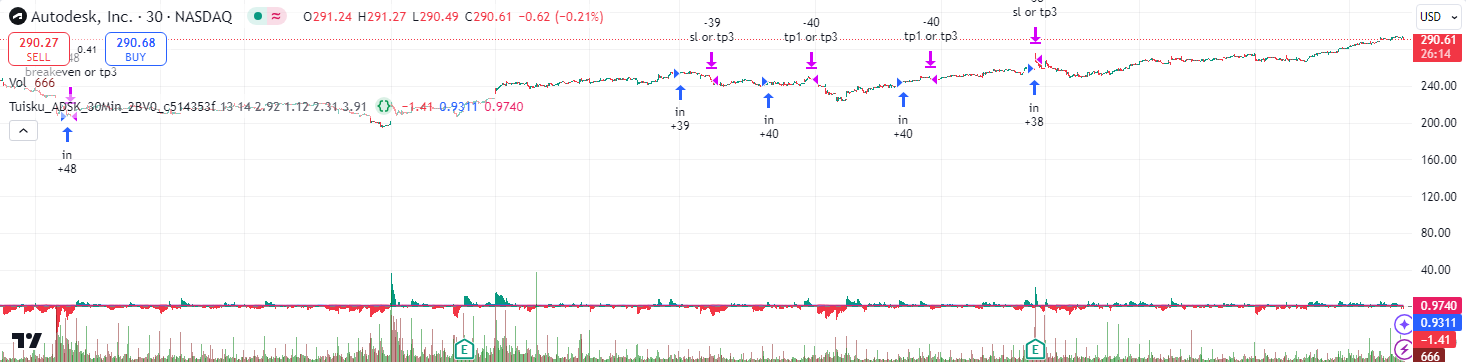 Autodesk, Inc. · 30 · NASDAQ O291.24 H291.27 L290.49 C290.61 −0.62 (−0.21%)
USD
290.27
SELL
0.41
290.68
BUY
48
breakeven or tp3
Vol 666
Tuisku_ADSK_30Min_2BV0_c514353f 13 14 2.92 1.12 2.31 3.91 −1.41 0.9311 0.9740
in
+48
-39
sl or tp3
in
+39
-40
tp1 or tp3
in
+40
-40
tp1 or tp3
in
+40
sl or tp3
in
+38
290.61
26:14
240.00
200.00
160.00
120.00
80.00
40.00
0.9740
0.9311
−1.41
666
E
E